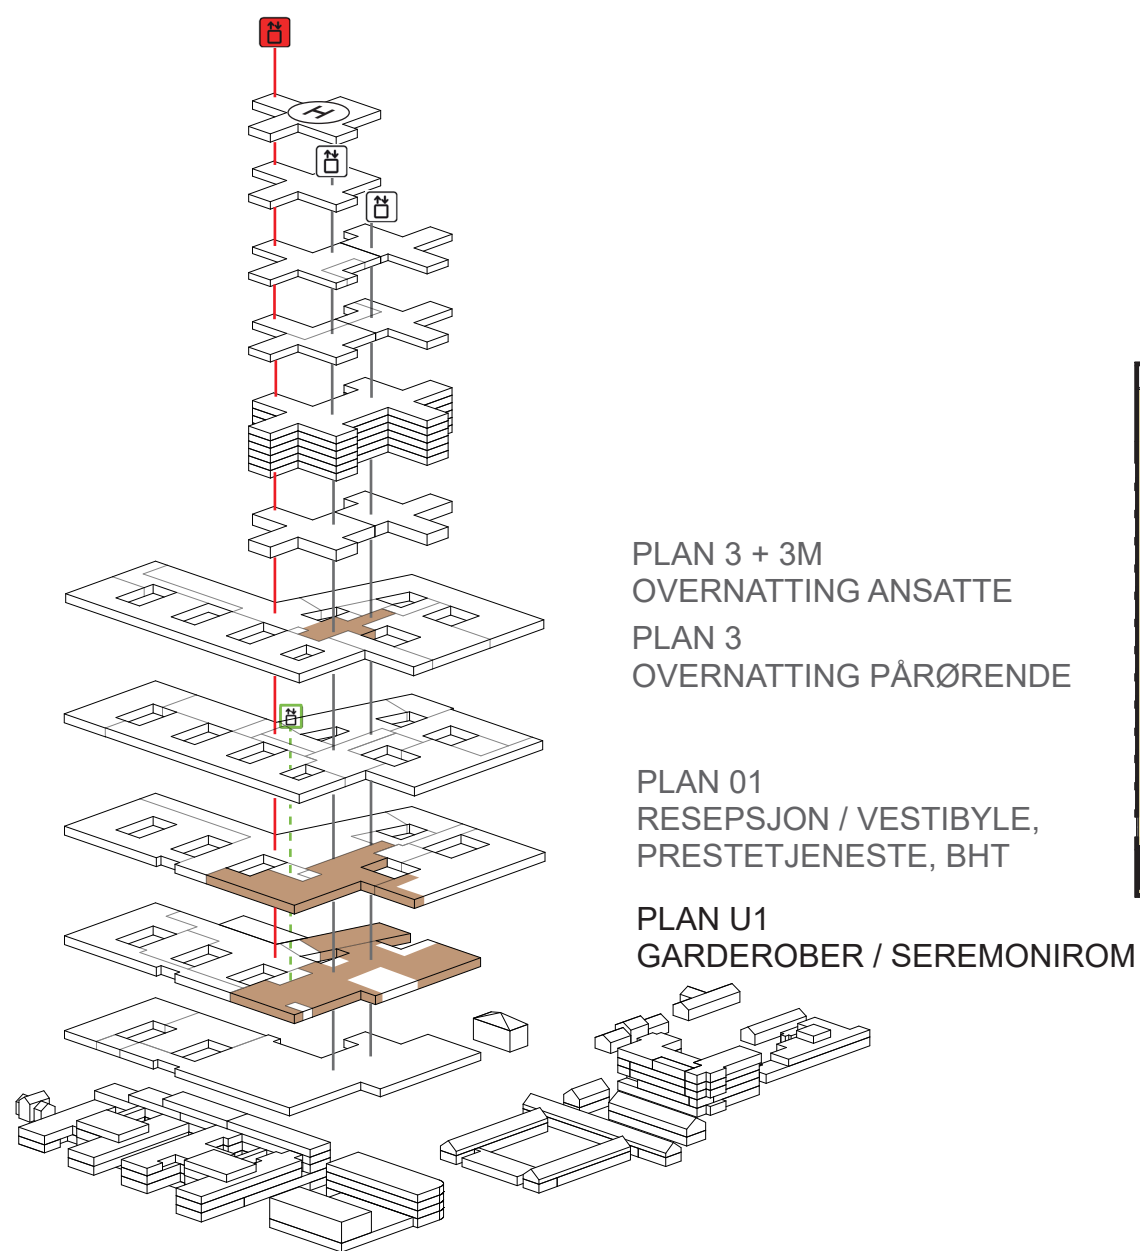 H
PLAN 3 + 3M
OVERNATTING ANSATTE
PLAN 3
OVERNATTING PÅRØRENDE
PLAN 01
RESEPSJON / VESTIBYLE,
PRESTETJENESTE, BHT
PLAN U1
GARDEROBER / SEREMONIROM